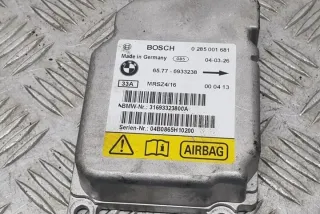 BOSCH 0 285 001 681
Made in Germany 04-03-26
65.77 - 6933238
33A MRSZ4/16 00 04 13
BMW-Nr.: 31693323800A
Serien-Nr.: 04B0865H10200
AIRBAG